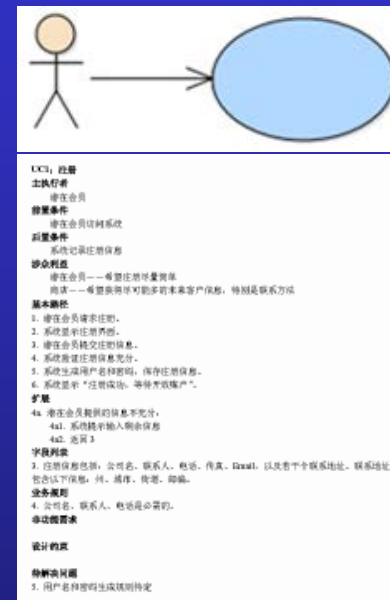 UC1：注册
主执行者
潜在会员
前置条件
潜在会员访问系统
后置条件
系统记录注册信息
涉众利益
潜在会员——希望注册尽量简单
商店——希望获得尽可能多的未来客户信息，特别是联系方法
基本路径
1. 潜在会员请求注册。
2. 系统显示注册界面。
3. 潜在会员提交注册信息。
4. 系统验证注册信息充分。
5. 系统生成用户名和密码，保存注册信息。
6. 系统显示“注册成功，等待开放账户”。
扩展
4a. 潜在会员提供的信息不充分：
4a1. 系统提示输入剩余信息
4a2. 返回 3
字段列表
3. 注册信息包括：公司名、联系人、电话、传真、Email，以及若干个联系地址。联系地址
包含以下信息：州、城市、街道、邮编。
业务规则
4. 公司名、联系人、电话是必需的。
非功能需求
设计约束
待解决问题
5. 用户名和密码生成规则待定